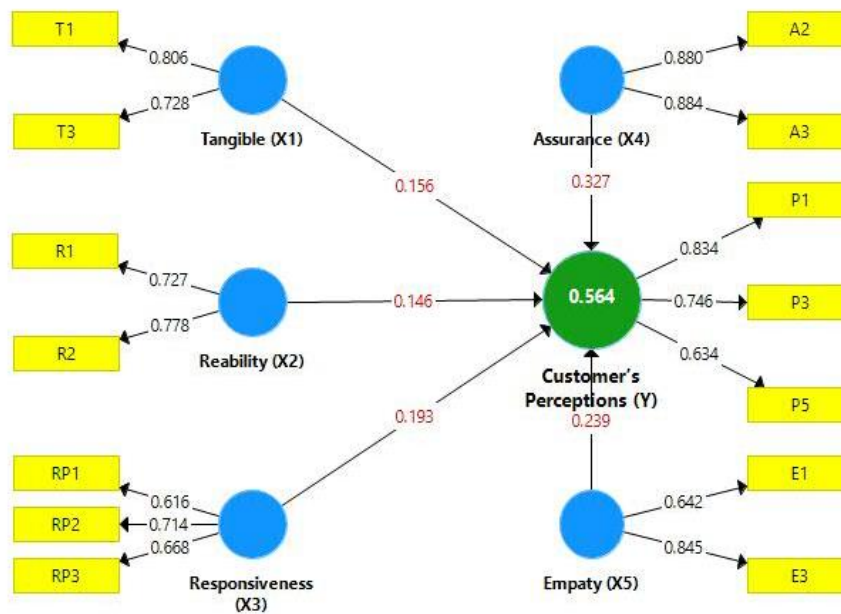 T1
0.806
0.728
T3
Tangible (X1)
0.156
R1
0.727
0.778
R2
Reability (X2)
0.146
RP1
0.616
RP2
0.714
0.668
RP3
Responsiveness
(X3)
0.193
Assurance (X4)
0.327
0.880
A2
0.884
A3
0.564
Customer's
Perceptions (Y)
0.834
P1
0.746
P3
0.634
P5
0.239
Empaty (X5)
0.642
E1
0.845
E3